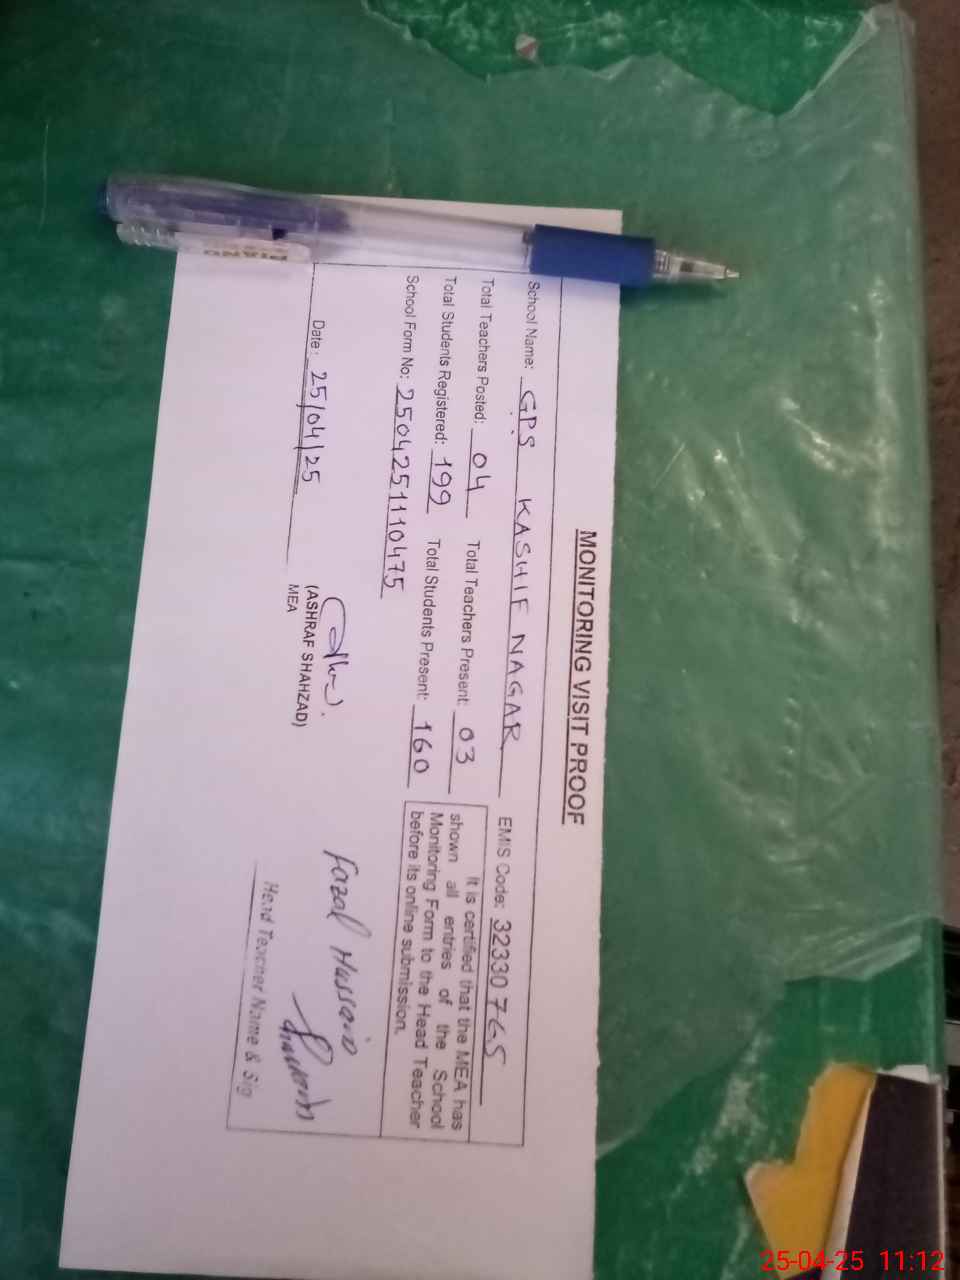 MONITORING VISIT PROOF
School Name: GPS KASHIF NAGAR EMIS Code: 32330765
Total Teachers Posted: 04 Total Teachers Present: 03
Total Students Registered: 199 Total Students Present: 160
School Form No: 2504251110475
It is certified that the MEA has
shown all entries of the School
Monitoring Form to the Head Teacher
before its online submission.
Date: 25/04/25
(ASHRAF SHAHZAD)
MEA
Fazal Hussain
Head Teacher Name & Sig
PIANO
25-04-25 11:12